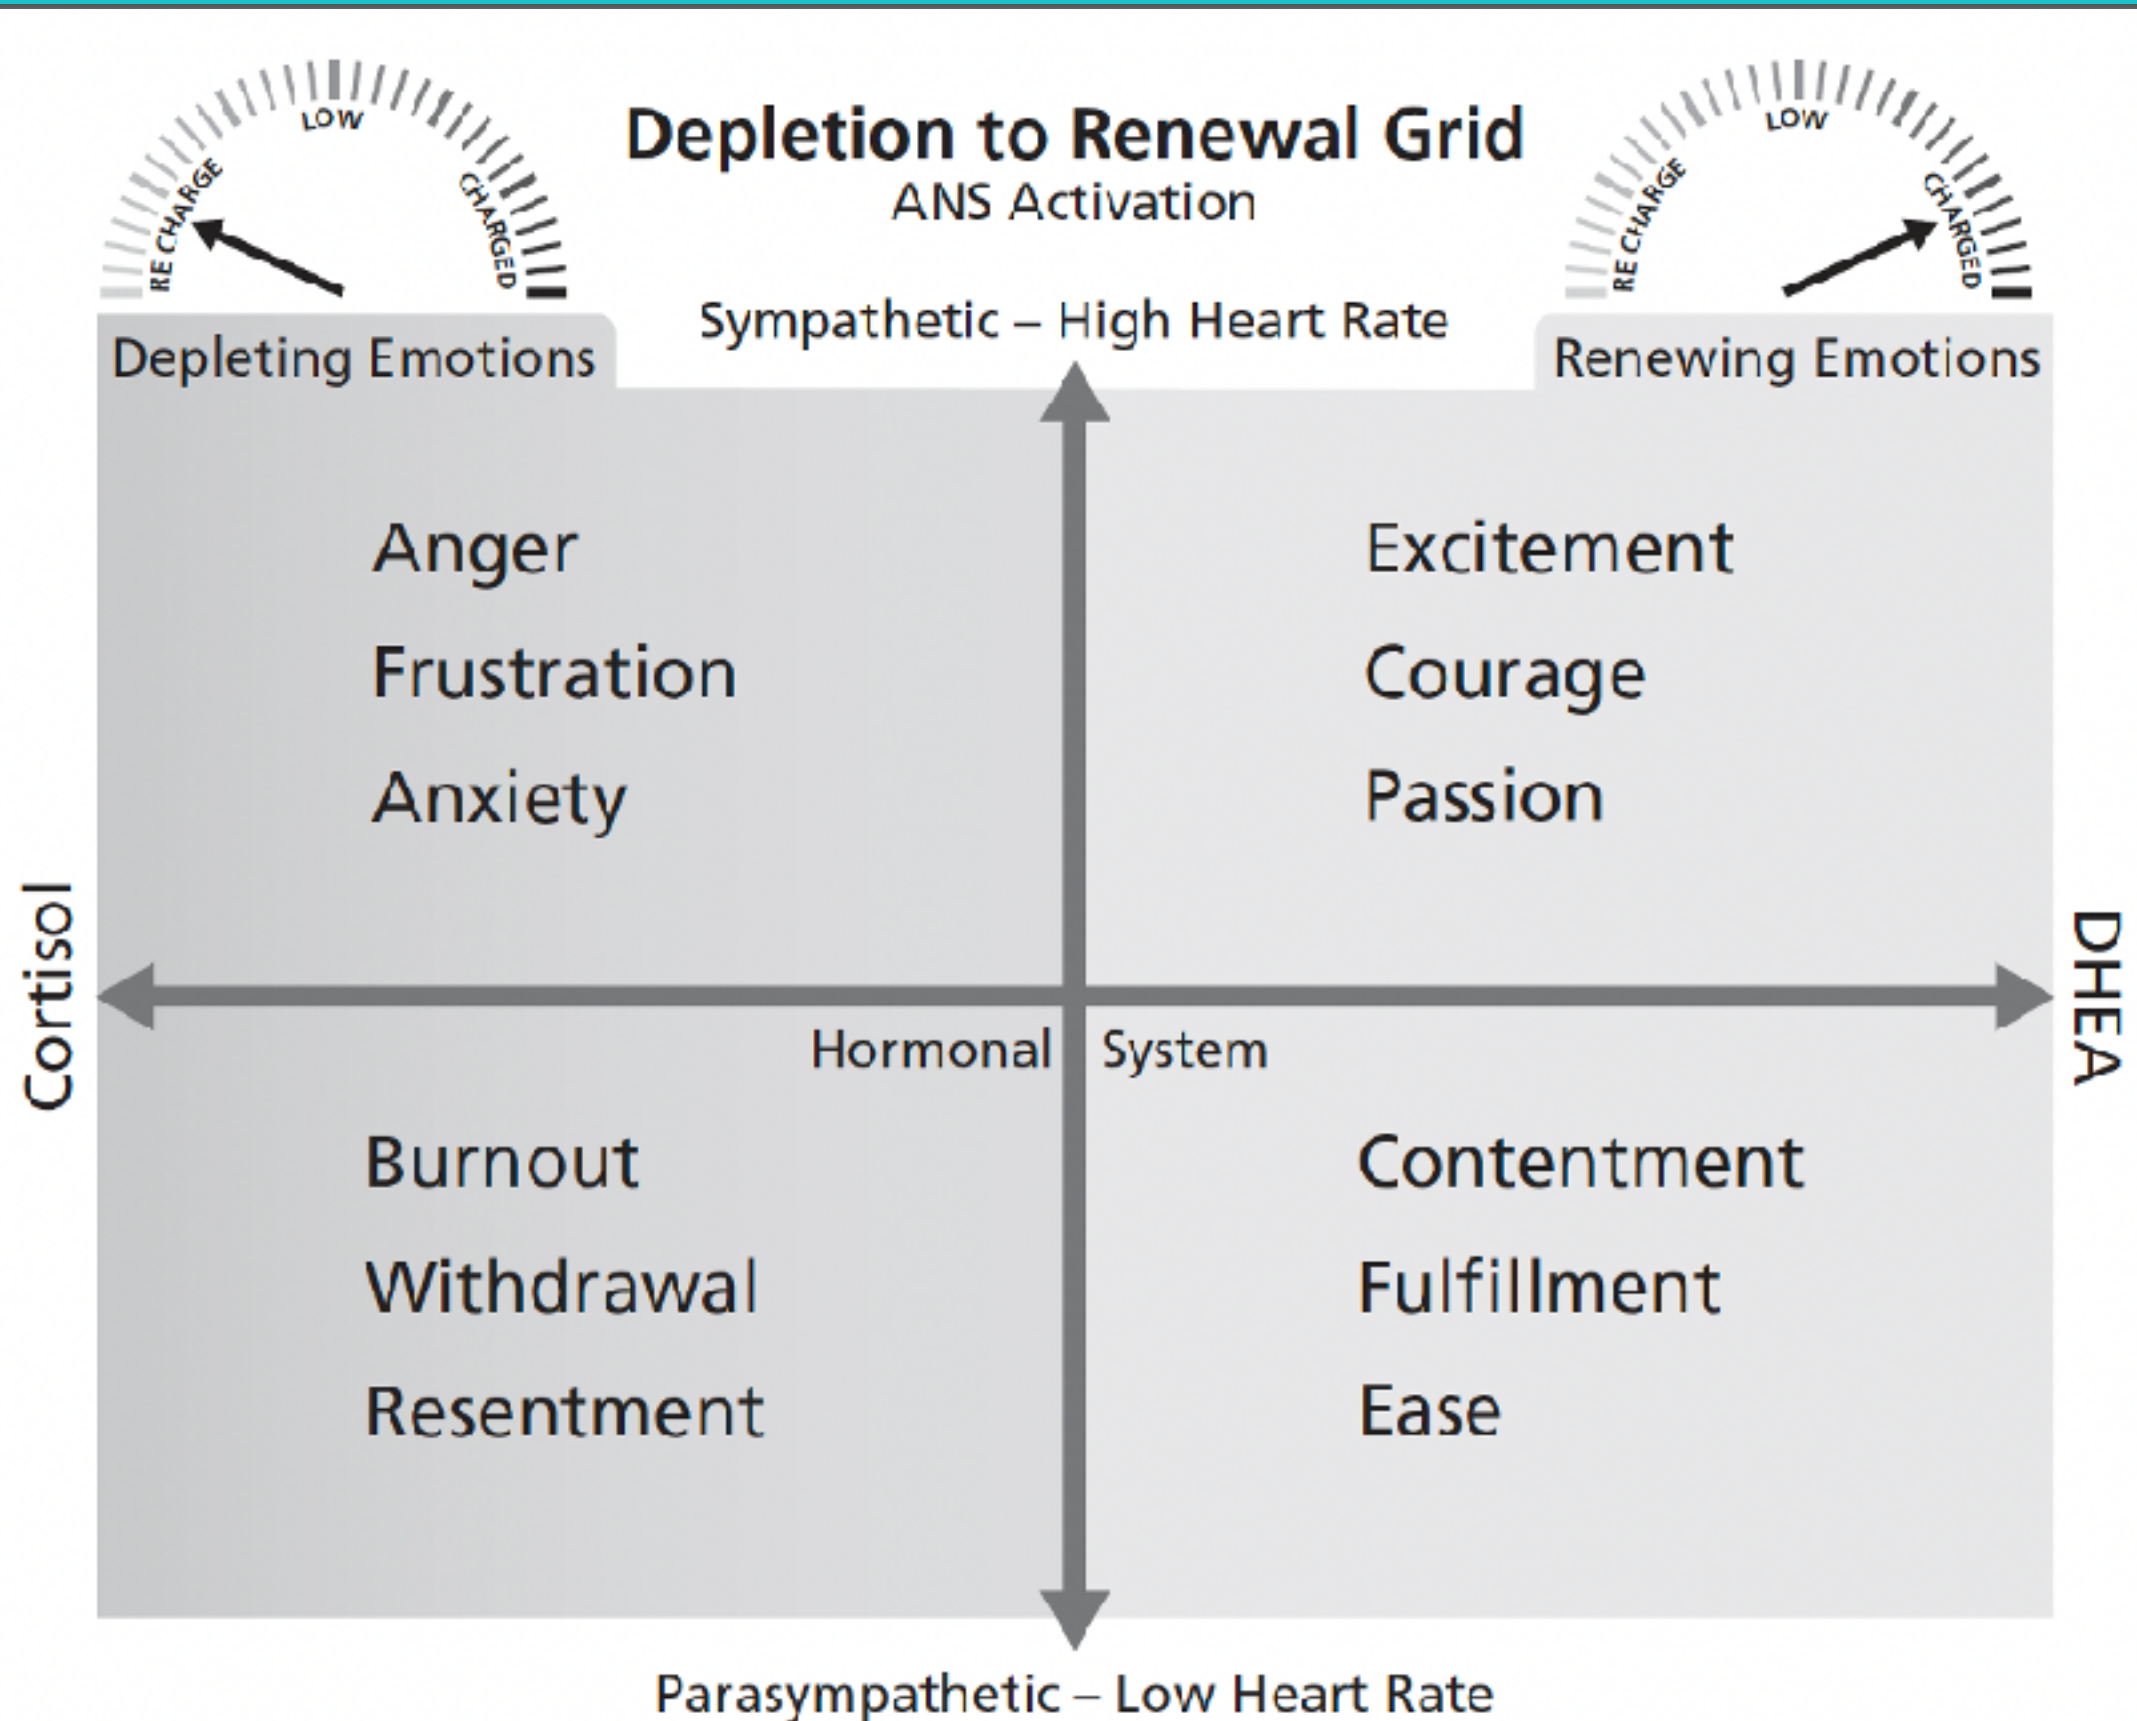 LOW
RE CHARGE
CHARGED
Depletion to Renewal Grid
ANS Activation
LOW
RE CHARGE
CHARGED
Sympathetic – High Heart Rate
Depleting Emotions
Renewing Emotions
Anger
Frustration
Anxiety
Excitement
Courage
Passion
Cortisol
Hormonal System
DHEA
Burnout
Withdrawal
Resentment
Contentment
Fulfillment
Ease
Parasympathetic – Low Heart Rate